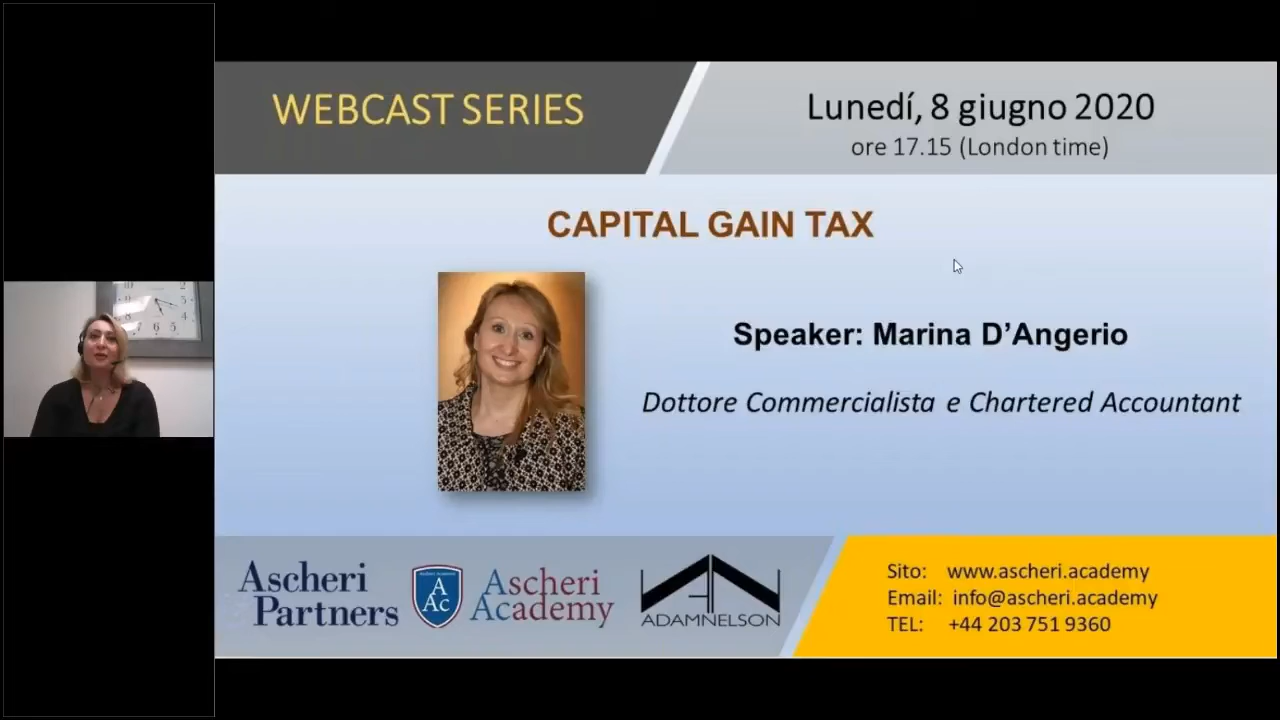 WEBCAST SERIES
Lunedí, 8 giugno 2020
ore 17.15 (London time)
CAPITAL GAIN TAX
Speaker: Marina D'Angerio
Dottore Commercialista e Chartered Accountant
Ascheri
Partners
A
Ac
Ascheri
Academy
ADAMNELSON
Sito: www.ascheri.academy
Email: info@ascheri.academy
TEL: +44 203 751 9360